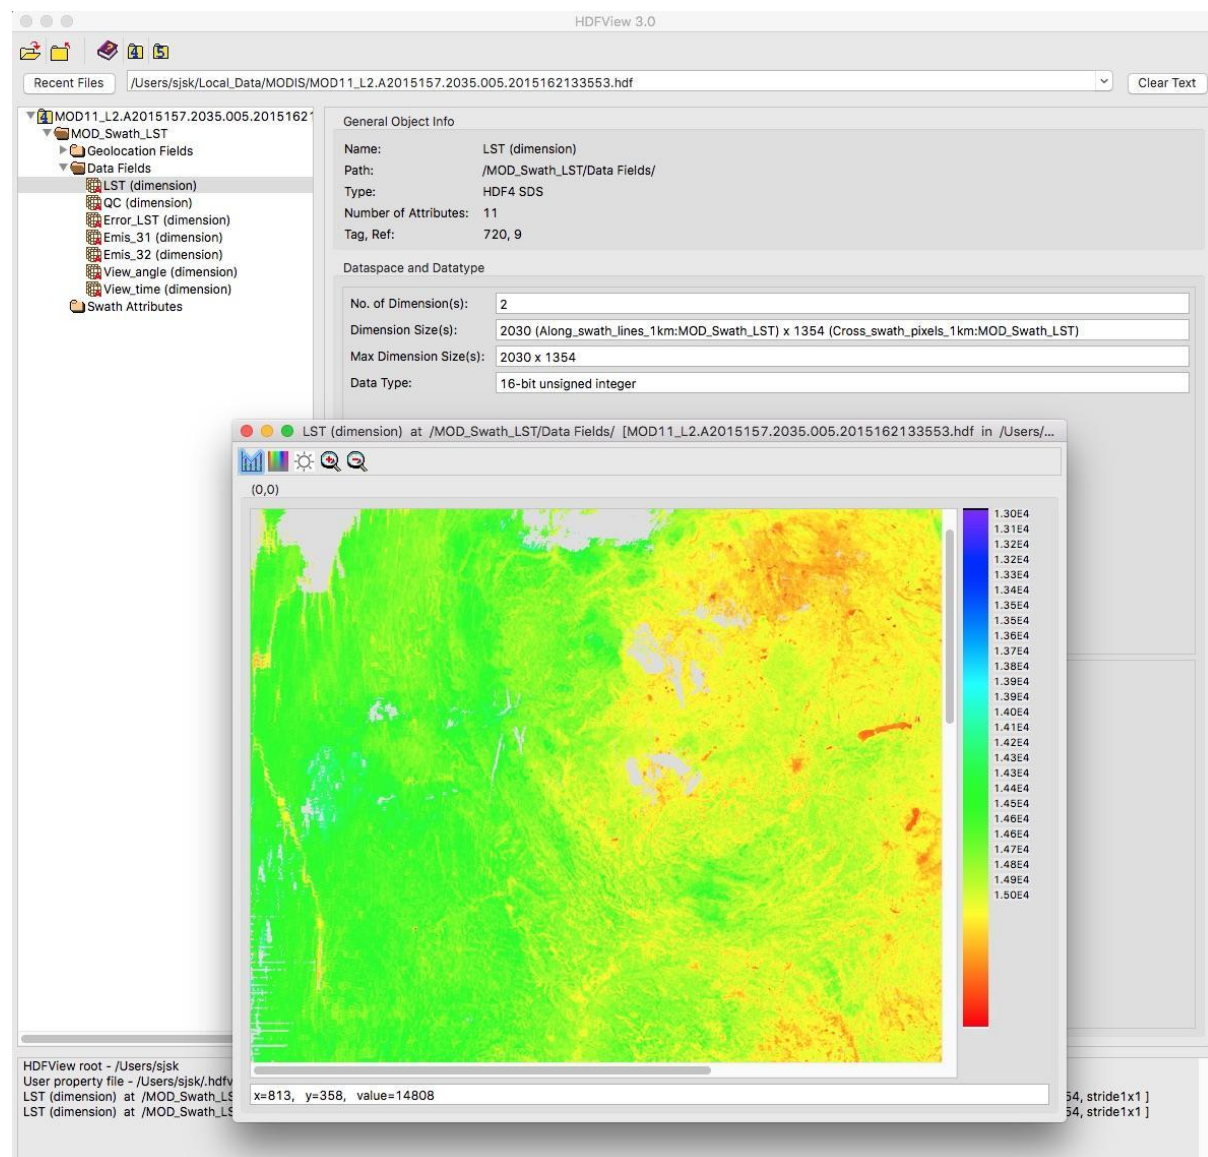 HDFView 3.0
Recent Files
/Users/sjsk/Local_Data/MODIS/MOD11_L2.A2015157.2035.005.2015162133553.hdf
Clear Text
MOD11_L2.A2015157.2035.005.2015162
MOD_Swath_LST
Geolocation Fields
Data Fields
LST (dimension)
QC (dimension)
Error_LST (dimension)
Emis_31 (dimension)
Emis_32 (dimension)
View_angle (dimension)
View_time (dimension)
Swath Attributes
General Object Info
Name: LST (dimension)
Path: /MOD_Swath_LST/Data Fields/
Type: HDF4 SDS
Number of Attributes: 11
Tag, Ref: 720, 9
Dataspace and Datatype
No. of Dimension(s): 2
Dimension Size(s): 2030 (Along_swath_lines_1km:MOD_Swath_LST) x 1354 (Cross_swath_pixels_1km:MOD_Swath_LST)
Max Dimension Size(s): 2030 x 1354
Data Type: 16-bit unsigned integer
LST (dimension) at /MOD_Swath_LST/Data Fields/ [MOD11_L2.A2015157.2035.005.2015162133553.hdf in /Users/...
(0,0)
1.30E4
1.31E4
1.32E4
1.32E4
1.33E4
1.34E4
1.35E4
1.35E4
1.36E4
1.37E4
1.38E4
1.39E4
1.39E4
1.40E4
1.41E4
1.42E4
1.43E4
1.43E4
1.44E4
1.45E4
1.46E4
1.46E4
1.47E4
1.48E4
1.49E4
1.50E4
x=813, y=358, value=14808
HDFView root - /Users/sjsk
User property file - /Users/sjsk/.hdfv
LST (dimension) at /MOD_Swath_LS 54, stride1x1 ]
LST (dimension) at /MOD_Swath_LS 54, stride1x1 ]